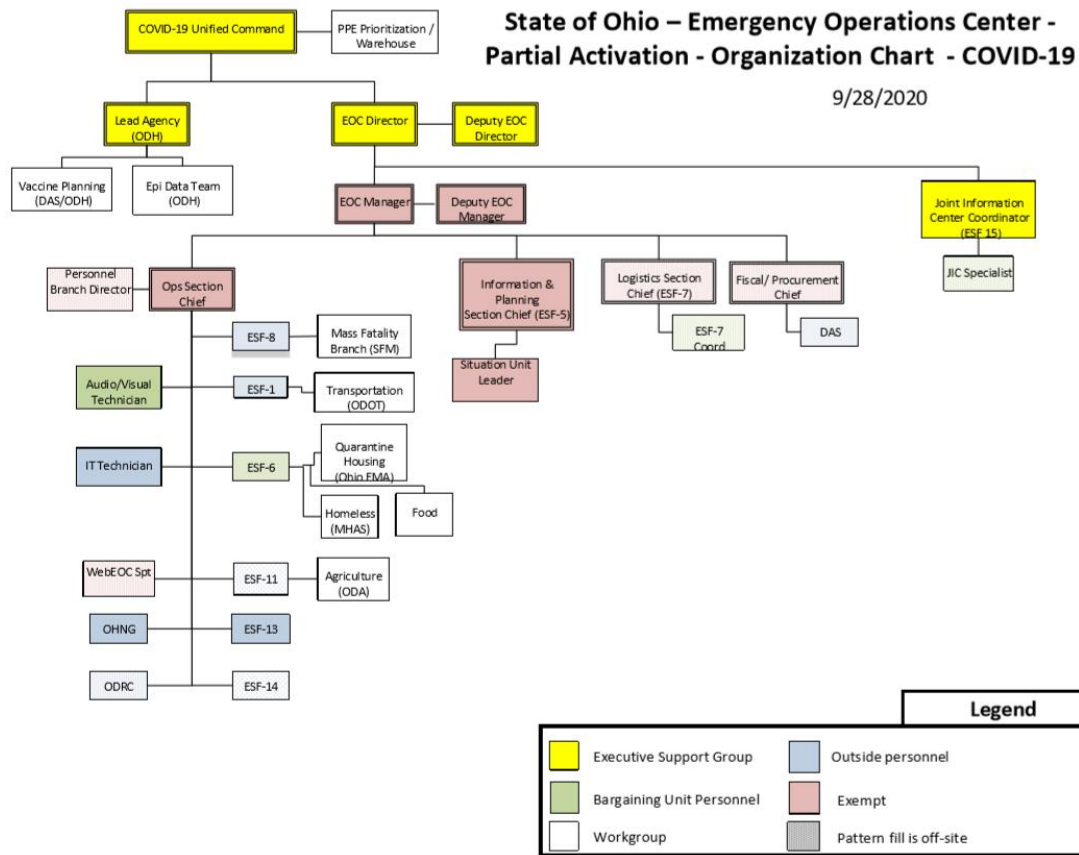 State of Ohio – Emergency Operations Center -
Partial Activation - Organization Chart - COVID-19
9/28/2020
COVID-19 Unified Command
PPE Prioritization /
Warehouse
Lead Agency
(ODH)
EOC Director
Deputy EOC
Director
Vaccine Planning
(DAS/ODH)
Epi Data Team
(ODH)
EOC Manager
Deputy EOC
Manager
Joint Information
Center Coordinator
(ESF 15)
JIC Specialist
Personnel
Branch Director
Ops Section
Chief
Information &
Planning
Section Chief (ESF-5)
Logistics Section
Chief (ESF-7)
Fiscal/ Procurement
Chief
ESF-8
Mass Fatality
Branch (SFM)
ESF-7
Coord
DAS
Situation Unit
Leader
Audio/Visual
Technician
ESF-1
Transportation
(ODOT)
IT Technician
ESF-6
Quarantine
Housing
(Ohio EMA)
Homeless
(MHAS)
Food
WebEOC Spt
ESF-11
Agriculture
(ODA)
OHNG
ESF-13
ODRC
ESF-14
Legend
Executive Support Group
Outside personnel
Bargaining Unit Personnel
Exempt
Workgroup
Pattern fill is off-site